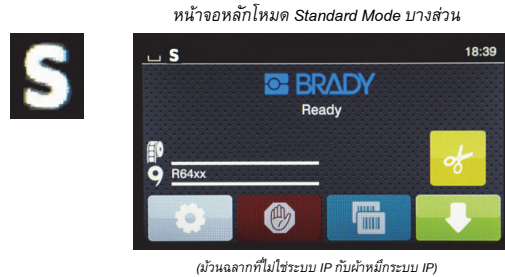 หน้าจอหลักโหมด Standard Mode บางส่วน
S
S 18:39
BRADY
Ready
R64xx
(ม้วนฉลากที่ไม่ใช่ระบบ IP กับผ้าหมึกระบบ IP)